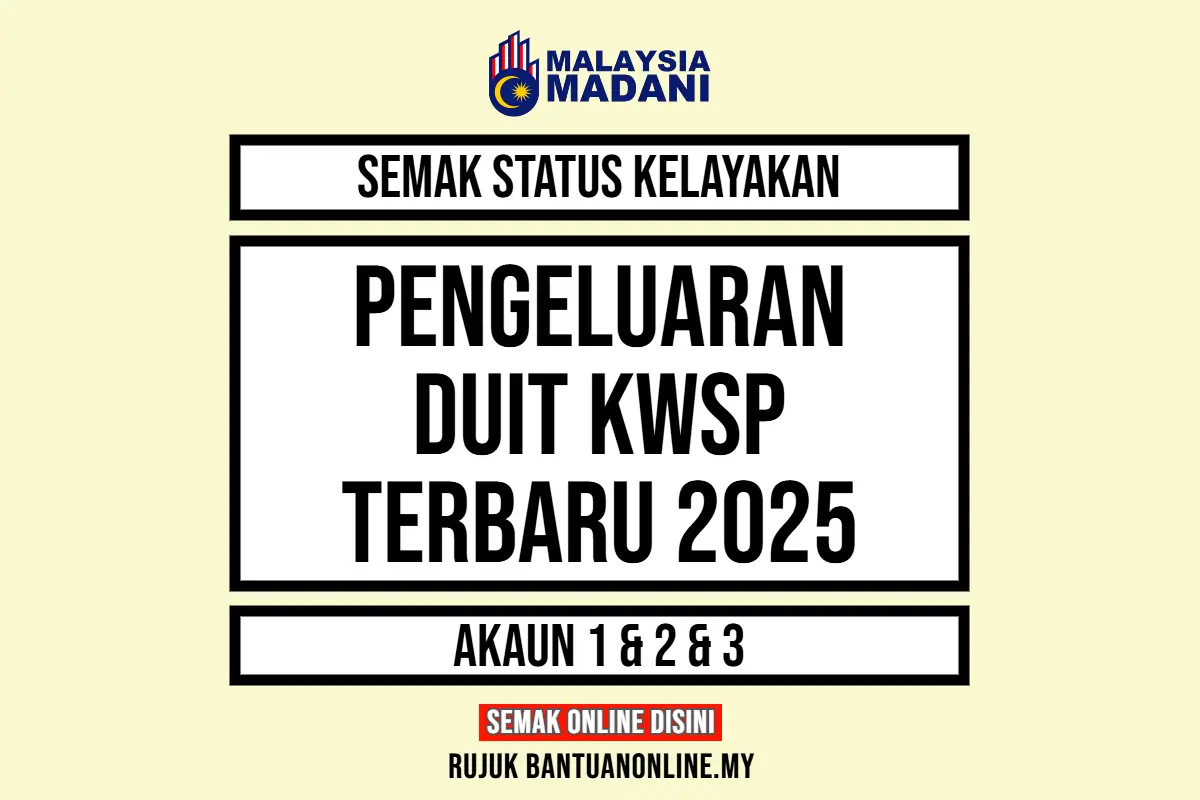 MALAYSIA
MADANI
SEMAK STATUS KELAYAKAN
PENGELUARAN
DUIT KWSP
TERBARU 2025
AKAUN 1 & 2 & 3
SEMAK ONLINE DISINI
RUJUK BANTUANONLINE.MY